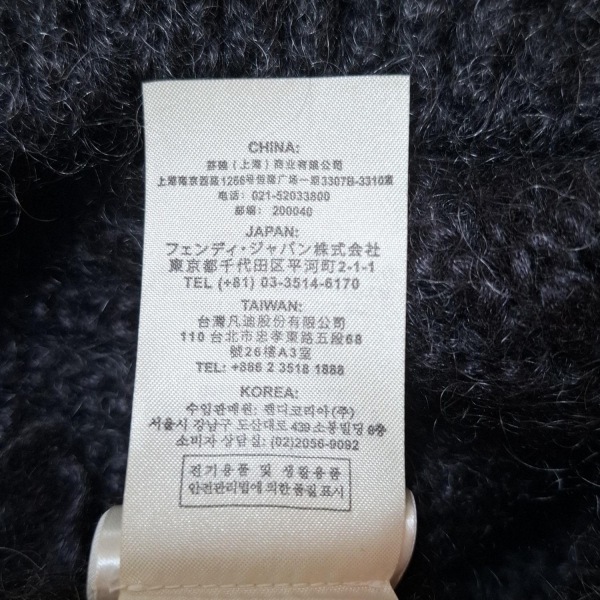 CHINA:
芬迪（上海）商业有限公司
上海南京西路1266号恒隆广场一期3307B-3310室
电话： 021-52033800
邮编： 200040
JAPAN:
フェンディ・ジャパン株式会社
東京都千代田区平河町2-1-1
TEL (+81) 03-3514-6170
TAIWAN:
台灣凡迪股份有限公司
110 台北市忠孝東路五段68
號26樓A3室
TEL: +886 2 3518 1888
KOREA:
수입판매원: 펜디코리아(주)
서울시 강남구 도산대로 439 소봉빌딩 6층
소비자 상담실: (02)2056-9092
전기용품 및 생활용품
안전관리법에 의한 품질 표시